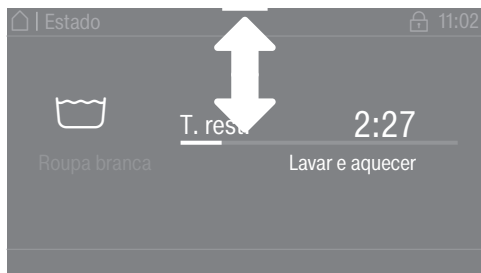 | Estado 11:02
T. rest. 2:27
Roupa branca Lavar e aquecer